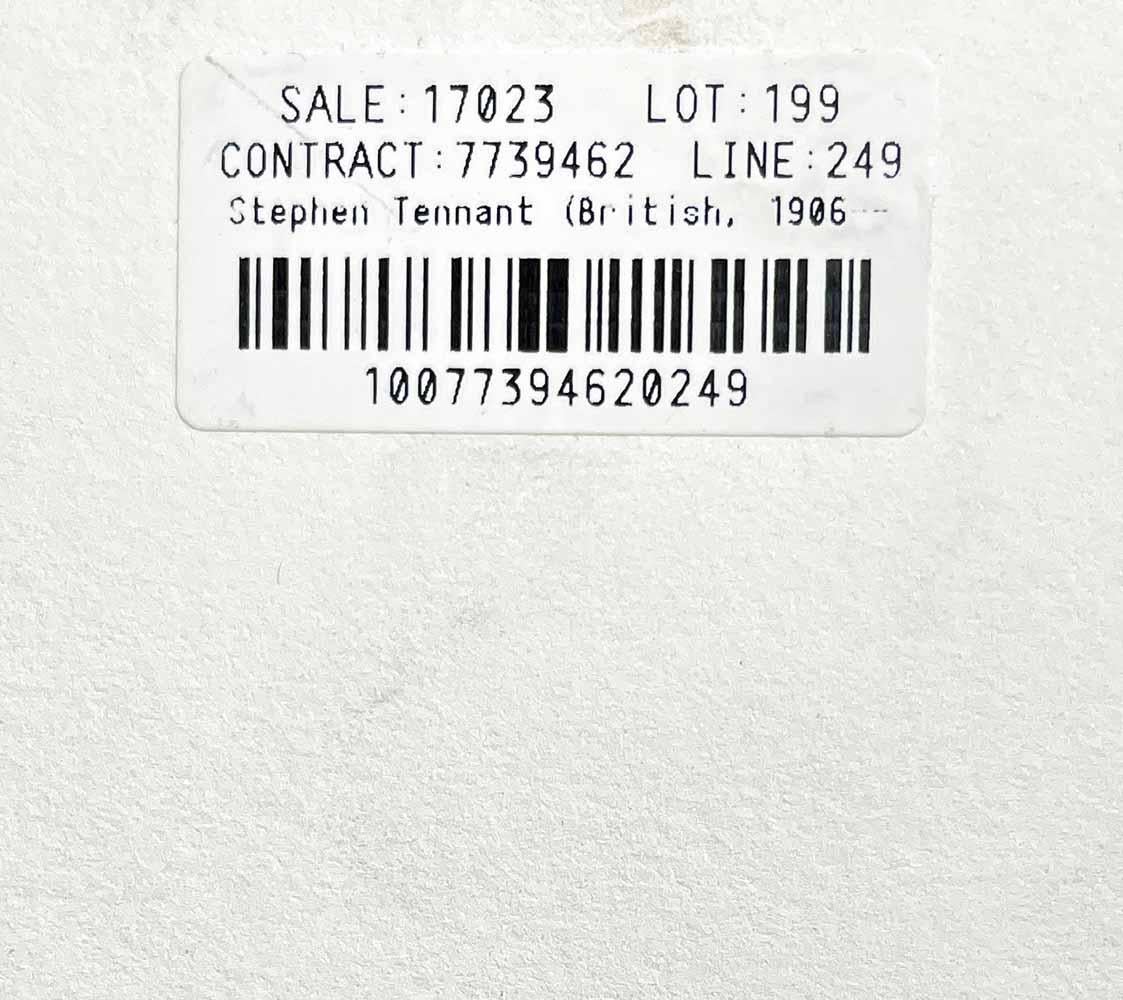 SALE:17023 LOT:199
CONTRACT:7739462 LINE:249
Stephen Tennant (British, 1906--
10077394620249